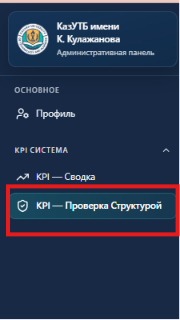 КазУТБ имени
К. Кулажанова
Административная панель
ОСНОВНОЕ
Профиль
KPI СИСТЕМА
KPI — Сводка
KPI — Проверка Структурой